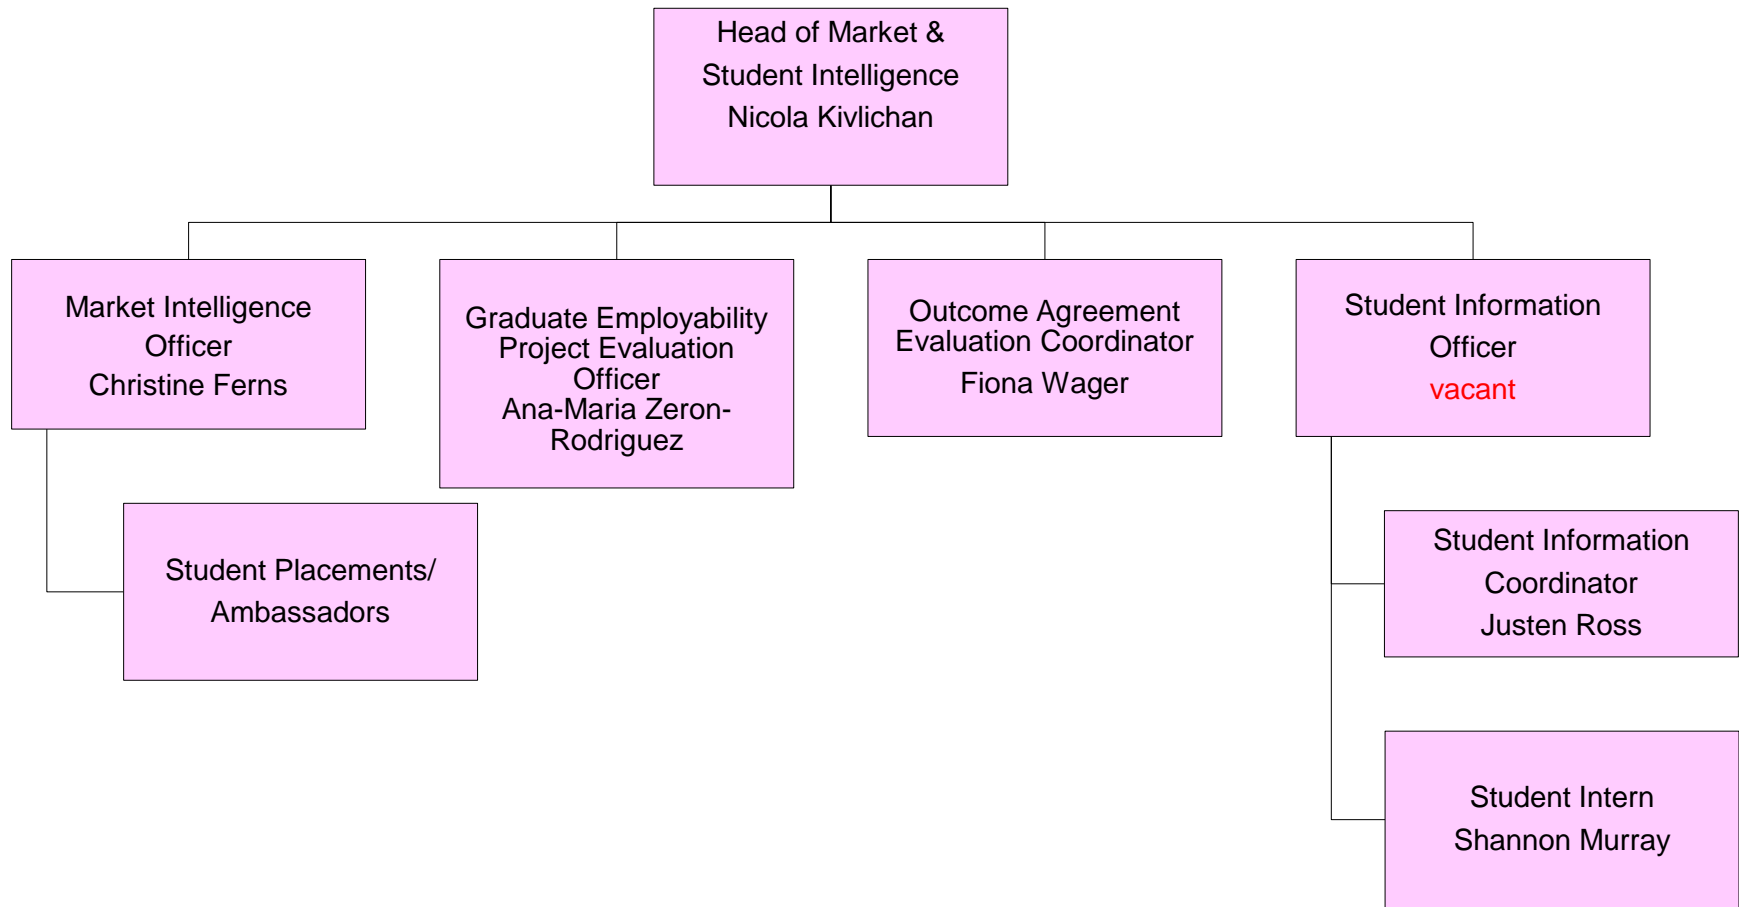 Head of Market &
Student Intelligence
Nicola Kivlichan
Market Intelligence
Officer
Christine Ferns
Graduate Employability
Project Evaluation
Officer
Ana-Maria Zeron-
Rodriguez
Outcome Agreement
Evaluation Coordinator
Fiona Wager
Student Information
Officer
vacant
Student Placements/
Ambassadors
Student Information
Coordinator
Justen Ross
Student Intern
Shannon Murray